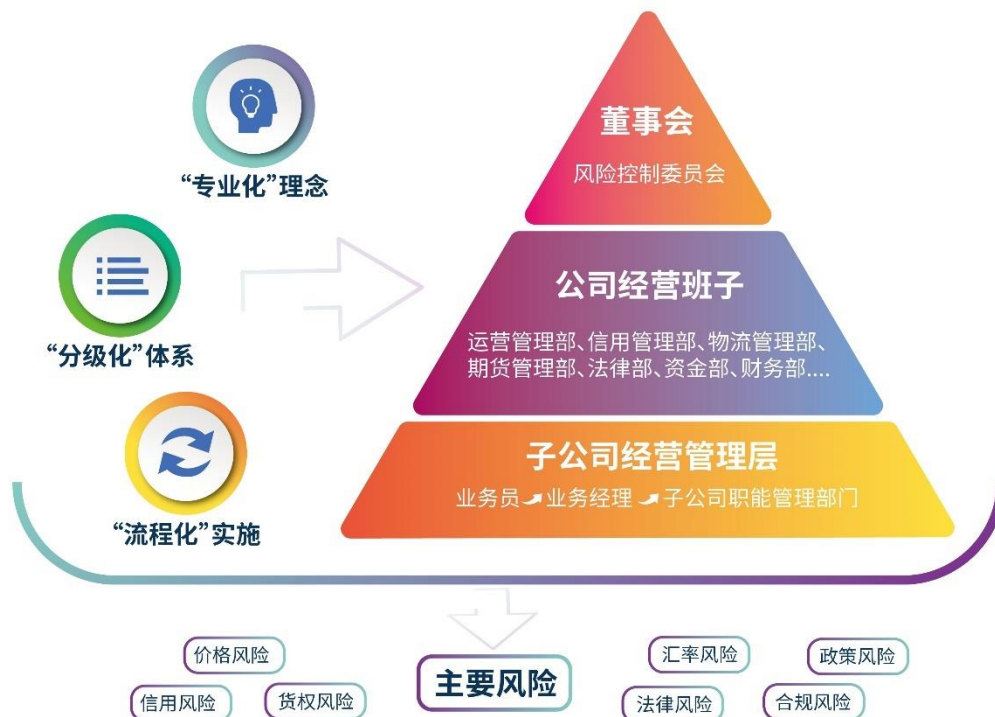 “专业化”理念
“分级化”体系
“流程化”实施
董事会
风险控制委员会
公司经营班子
运营管理部、信用管理部、物流管理部、
期货管理部、法律部、资金部、财务部....
子公司经营管理层
业务员➚业务经理➚子公司职能管理部门
主要风险
价格风险
信用风险
货权风险
汇率风险
政策风险
法律风险
合规风险